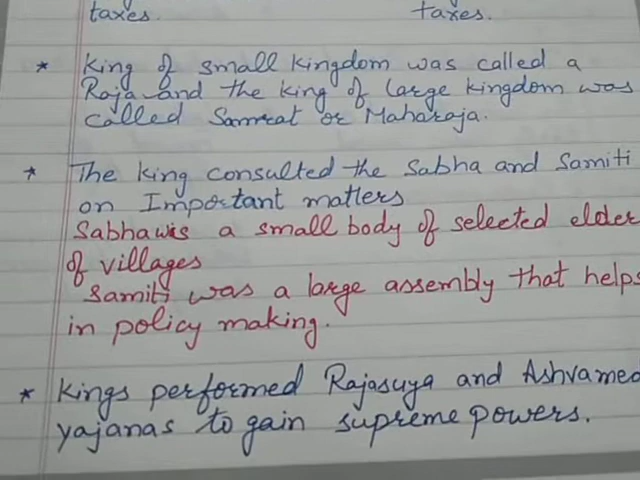 taxes. taxes.
* King of small kingdom was called a
Raja and the king of large kingdom was
called Samrat or Maharaja.
* The king consulted the Sabha and Samiti
on Important matters
Sabha was a small body of selected elder
of villages
Samiti was a large assembly that helps
in policy making.
* Kings performed Rajasuya and Ashvamed
yajanas to gain supreme powers.